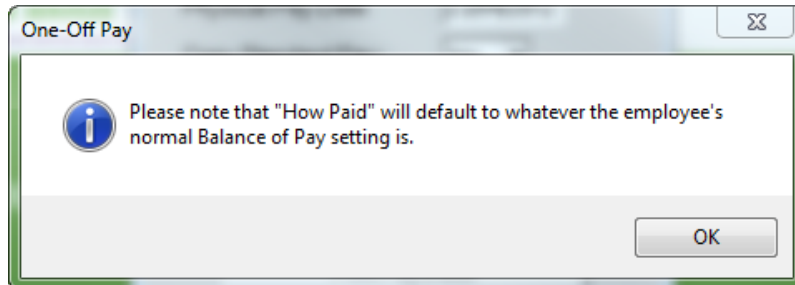 One-Off Pay
Please note that "How Paid" will default to whatever the employee's
normal Balance of Pay setting is.
OK